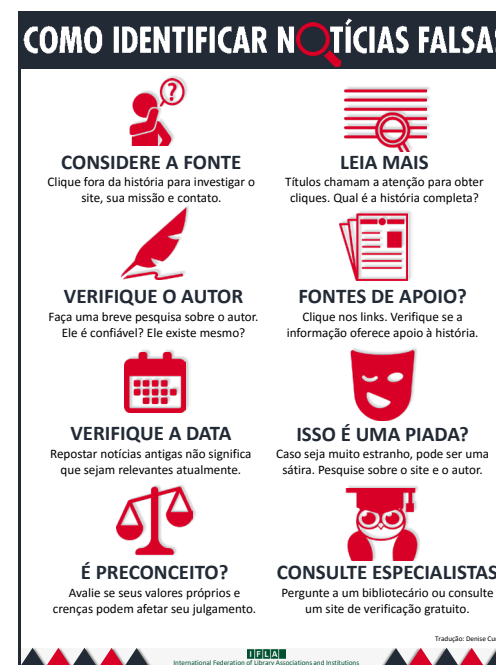 COMO IDENTIFICAR NOTÍCIAS FALSAS
CONSIDERE A FONTE
Clique fora da história para investigar o
site, sua missão e contato.
LEIA MAIS
Títulos chamam a atenção para obter
cliques. Qual é a história completa?
VERIFIQUE O AUTOR
Faça uma breve pesquisa sobre o autor.
Ele é confiável? Ele existe mesmo?
FONTES DE APOIO?
Clique nos links. Verifique se a
informação oferece apoio à história.
VERIFIQUE A DATA
Repostar notícias antigas não significa
que sejam relevantes atualmente.
ISSO É UMA PIADA?
Caso seja muito estranho, pode ser uma
sátira. Pesquise sobre o site e o autor.
É PRECONCEITO?
Avalie se seus valores próprios e
crenças podem afetar seu julgamento.
CONSULTE ESPECIALISTAS
Pergunte a um bibliotecário ou consulte
um site de verificação gratuito.
Tradução: Denise
IFLA
International Federation of Library Associations and Institutions